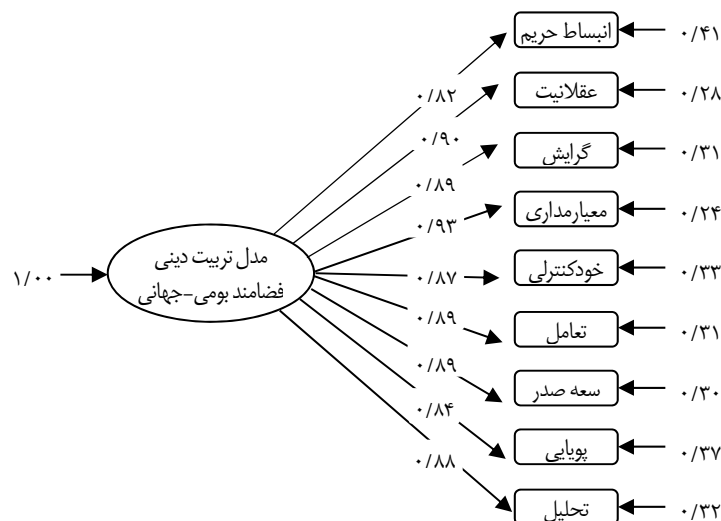 انبساط حریم
۰/۴۱
۰/۸۲
عقلانیت
۰/۲۸
۰/۹۰
گرایش
۰/۳۱
۰/۸۹
معیارمداری
۰/۲۴
۰/۹۳
مدل تربیت دینی
فضامند بومی-جهانی
۱/۰۰
خودکنترلی
۰/۳۳
۰/۸۷
تعامل
۰/۳۱
۰/۸۹
سعه صدر
۰/۳۰
۰/۸۹
پویایی
۰/۳۷
۰/۸۴
تحلیل
۰/۳۲
۰/۸۸